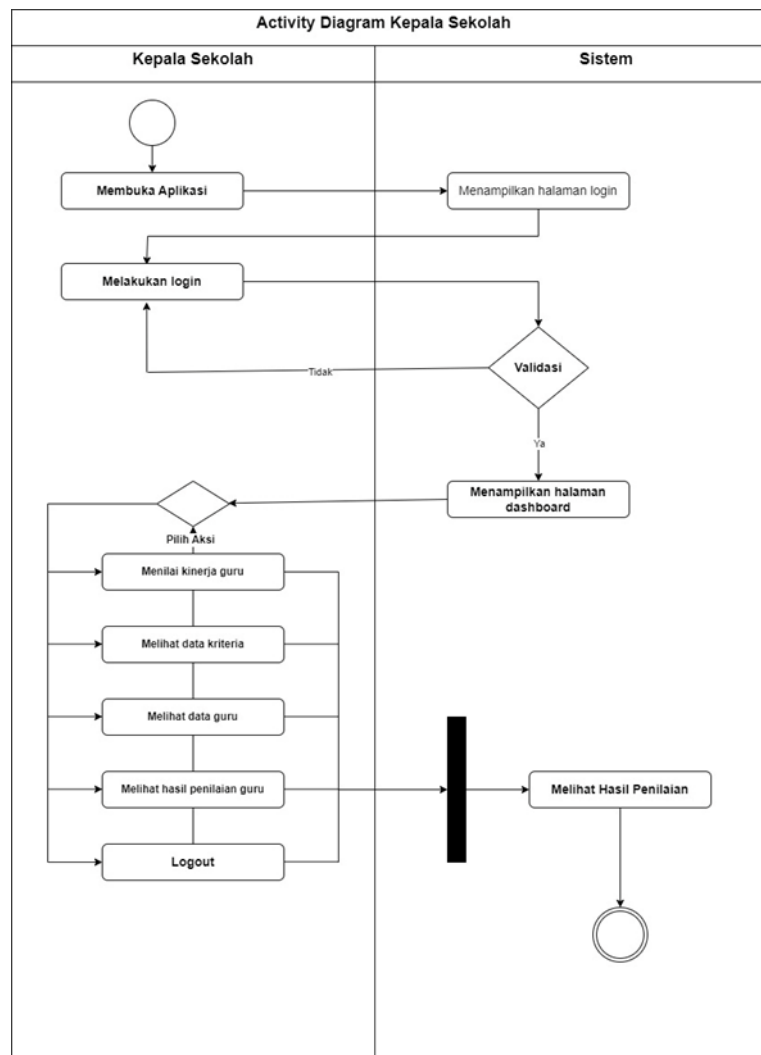 Activity Diagram Kepala Sekolah
Kepala Sekolah
Sistem
Membuka Aplikasi
Menampilkan halaman login
Melakukan login
Validasi
Tidak
Ya
Menampilkan halaman
dashboard
Pilih Aksi
Menilai kinerja guru
Melihat data kriteria
Melihat data guru
Melihat hasil penilaian guru
Melihat Hasil Penilaian
Logout